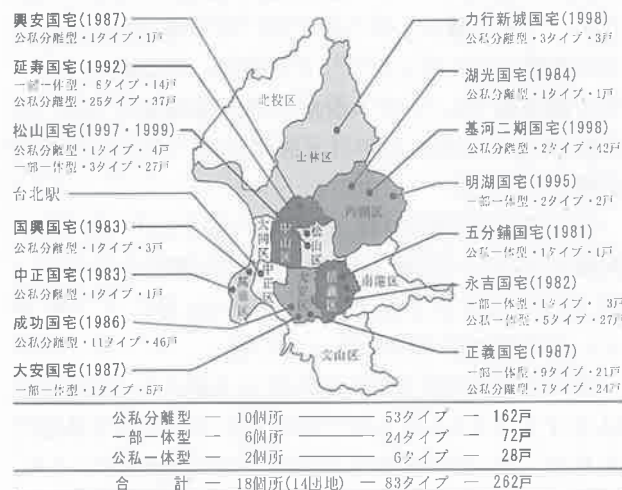 興安国宅(1987)
公私分離型・1タイプ・1戸
延寿国宅(1992)
一部一体型・8タイプ・14戸
公私分離型・25タイプ・37戸
松山国宅(1997・1999)
公私分離型・1タイプ・4戸
一部一体型・3タイプ・27戸
台北駅
国興国宅(1983)
公私分離型・1タイプ・3戸
中正国宅(1983)
公私分離型・1タイプ・1戸
成功国宅(1986)
公私分離型・11タイプ・46戸
大安国宅(1987)
一部一体型・1タイプ・5戸
力行新城国宅(1998)
公私分離型・3タイプ・3戸
湖光国宅(1984)
公私分離型・1タイプ・1戸
基河二期国宅(1998)
公私分離型・2タイプ・42戸
明湖国宅(1995)
一部一体型・2タイプ・2戸
五分鋪国宅(1981)
公私一体型・1タイプ・1戸
永吉国宅(1982)
一部一体型・1タイプ・3戸
公私一体型・5タイプ・27戸
正義国宅(1987)
一部一体型・9タイプ・21戸
公私分離型・7タイプ・24戸
北投区
士林区
内湖区
大同区
中山区
松山区
中正区
南港区
文山区
公私分離型 — 10個所 —— 53タイプ — 162戸
一部一体型 — 6個所 —— 24タイプ — 72戸
公私一体型 — 2個所 —— 6タイプ — 28戸
合 計 — 18個所(14団地) — 83タイプ — 262戸